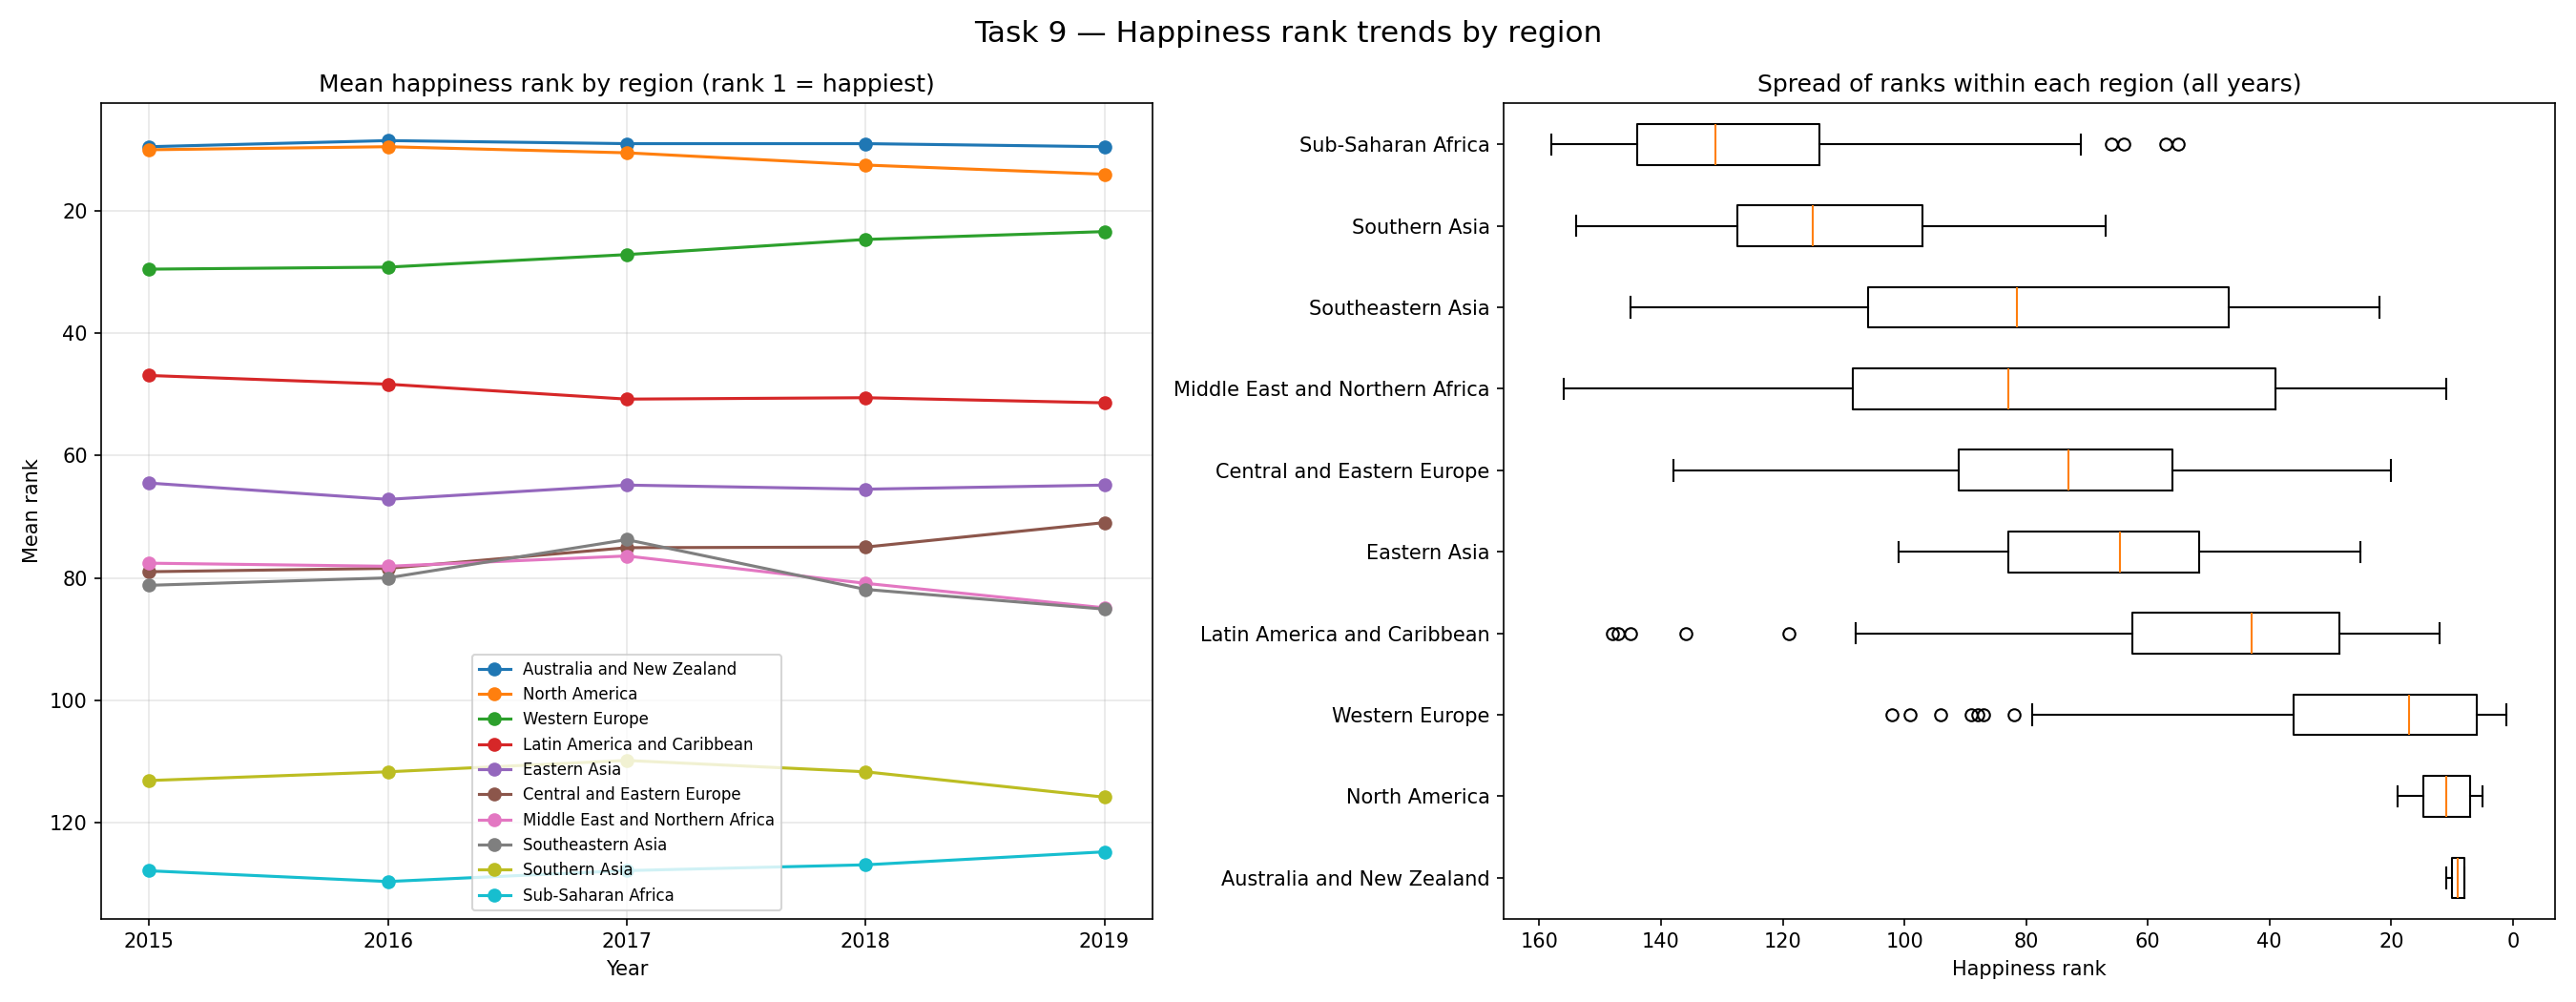 Task 9 — Happiness rank trends by region
Mean happiness rank by region (rank 1 = happiest)
Mean rank
20
40
60
80
100
120
Australia and New Zealand
North America
Western Europe
Latin America and Caribbean
Eastern Asia
Central and Eastern Europe
Middle East and Northern Africa
Southeastern Asia
Southern Asia
Sub-Saharan Africa
2015 2016 2017 2018 2019
Year
Spread of ranks within each region (all years)
Sub-Saharan Africa
Southern Asia
Southeastern Asia
Middle East and Northern Africa
Central and Eastern Europe
Eastern Asia
Latin America and Caribbean
Western Europe
North America
Australia and New Zealand
160 140 120 100 80 60 40 20 0
Happiness rank